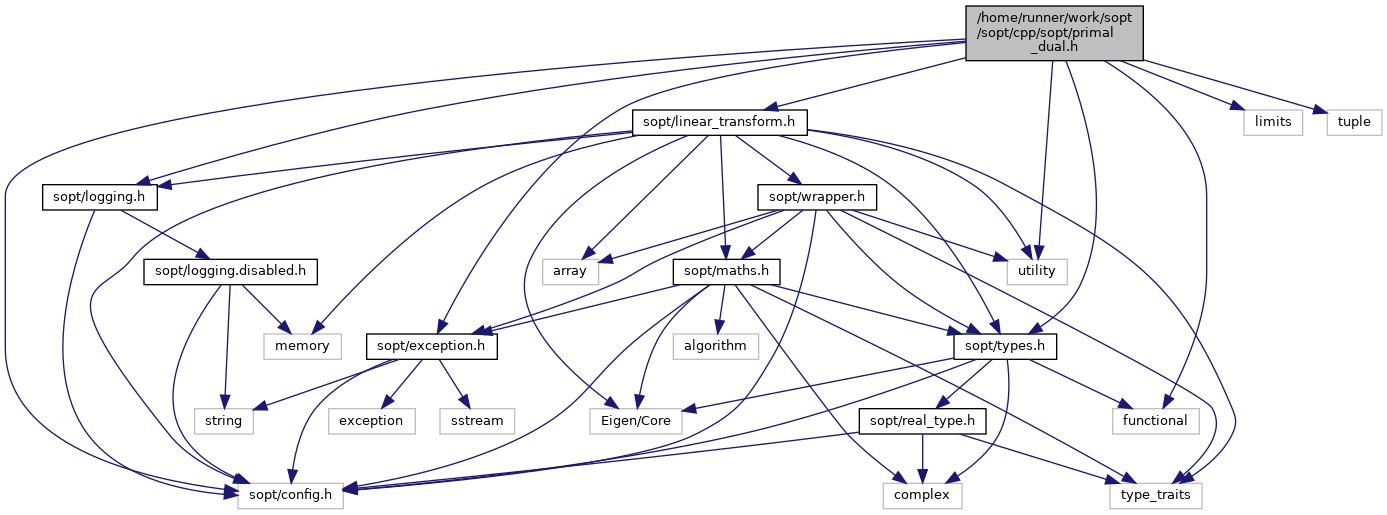 /home/runner/work/sopt
/sopt/cpp/sopt/primal
_dual.h
sopt/linear_transform.h
limits
tuple
sopt/logging.h
sopt/wrapper.h
sopt/logging.disabled.h
array
sopt/maths.h
utility
memory
sopt/exception.h
algorithm
sopt/types.h
string
exception
sstream
Eigen/Core
sopt/real_type.h
functional
sopt/config.h
complex
type_traits